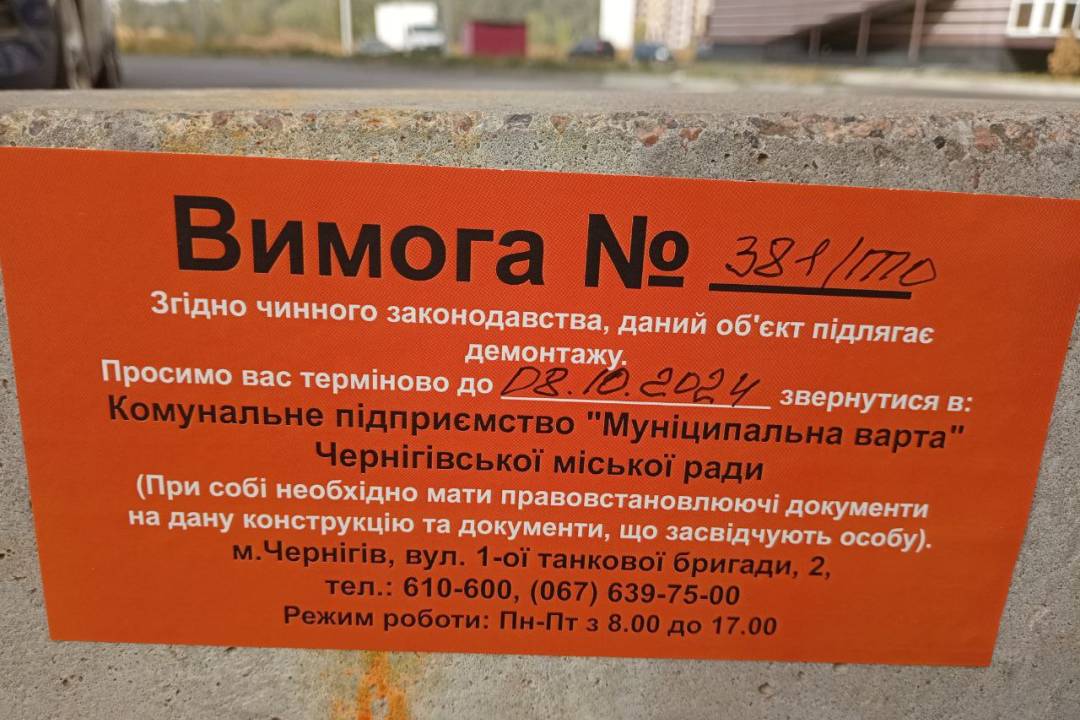 Вимога № 381/ТО
Згідно чинного законодавства, даний об'єкт підлягає
демонтажу.
Просимо вас терміново до 08.10.2024 звернутися в:
Комунальне підприємство "Муніципальна варта"
Чернігівської міської ради
(При собі необхідно мати правовстановлюючі документи
на дану конструкцію та документи, що засвідчують особу).
м.Чернігів, вул. 1-ої танкової бригади, 2,
тел.: 610-600, (067) 639-75-00
Режим роботи: Пн-Пт з 8.00 до 17.00